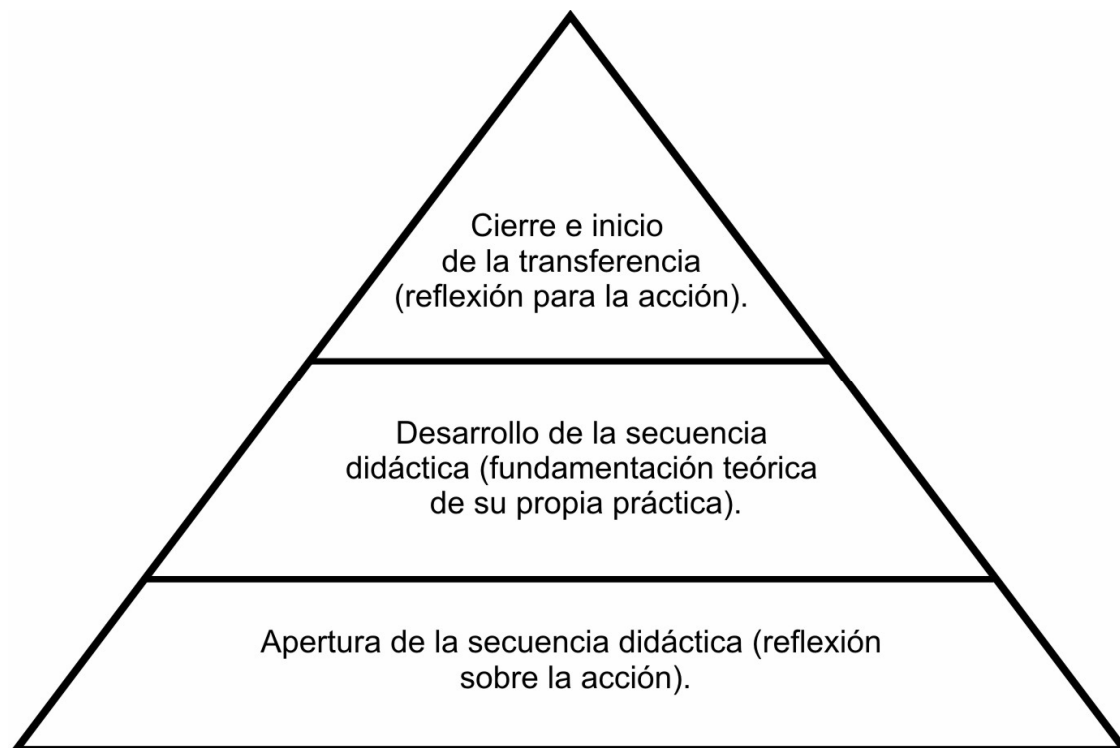 Cierre e inicio
de la transferencia
(reflexión para la acción).
Desarrollo de la secuencia
didáctica (fundamentación teórica
de su propia práctica).
Apertura de la secuencia didáctica (reflexión
sobre la acción).